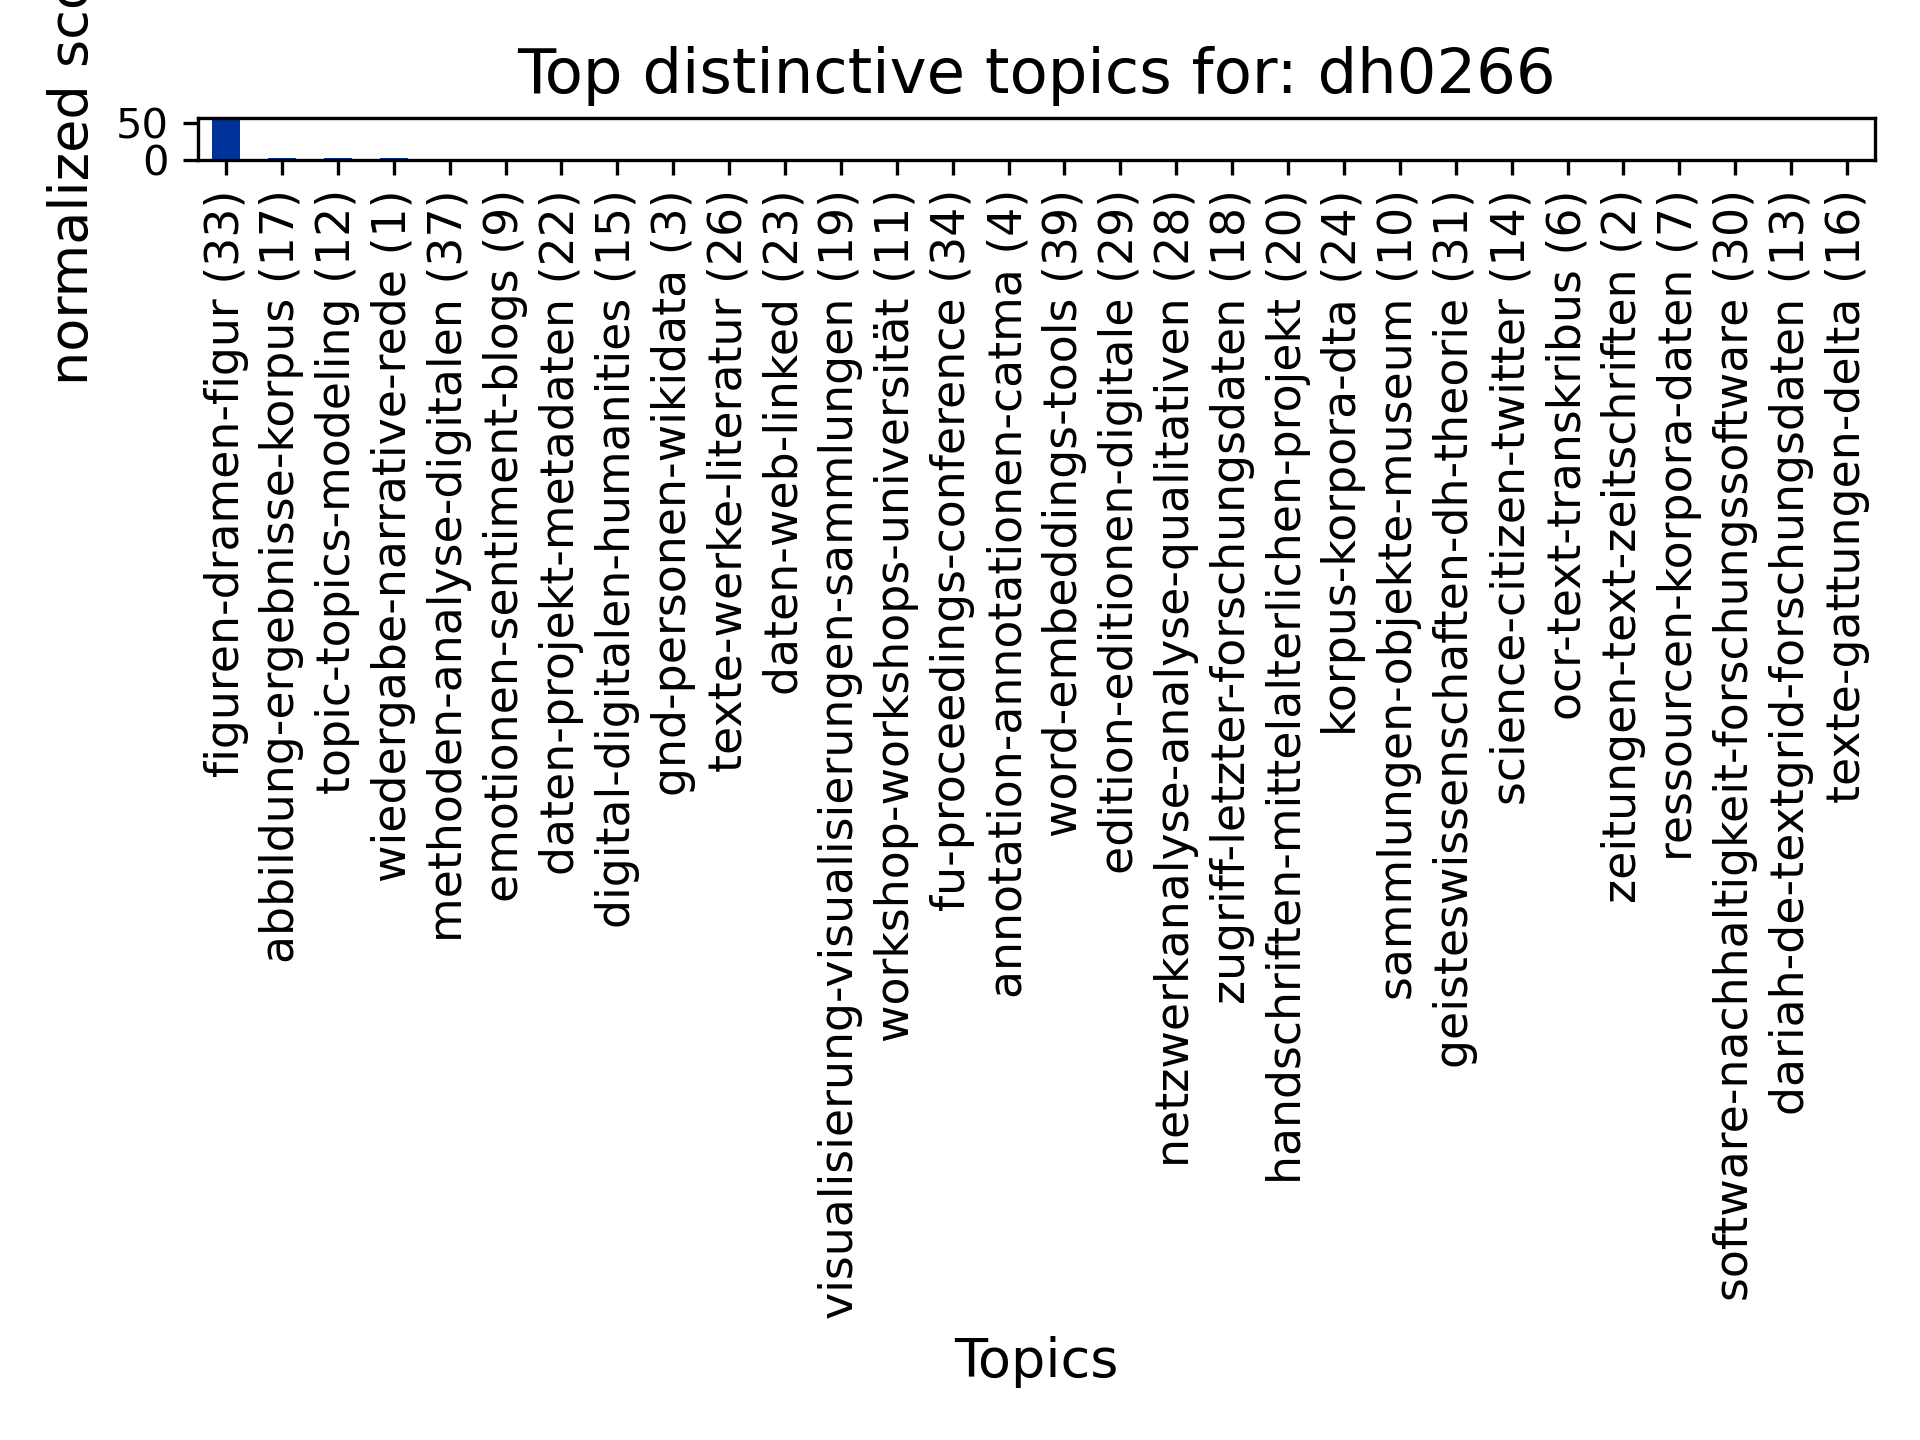 Top distinctive topics for: dh0266
normalized sco
50
0
figuren-dramen-figur (33)
abbildung-ergebnisse-korpus (17)
topic-topics-modeling (12)
wiedergabe-narrative-rede (1)
methoden-analyse-digitalen (37)
emotionen-sentiment-blogs (9)
daten-projekt-metadaten (22)
digital-digitalen-humanities (15)
gnd-personen-wikidata (3)
texte-werke-literatur (26)
daten-web-linked (23)
visualisierung-visualisierungen-sammlungen (19)
workshop-workshops-universität (11)
fu-proceedings-conference (34)
annotation-annotationen-catma (4)
word-embeddings-tools (39)
edition-editionen-digitale (29)
netzwerkanalyse-analyse-qualitativen (28)
zugriff-letzter-forschungsdaten (18)
handschriften-mittelalterlichen-projekt (20)
korpus-korpora-dta (24)
sammlungen-objekte-museum (10)
geisteswissenschaften-dh-theorie (31)
science-citizen-twitter (14)
ocr-text-transkribus (6)
zeitungen-text-zeitschriften (2)
ressourcen-korpora-daten (7)
software-nachhaltigkeit-forschungssoftware (30)
dariah-de-textgrid-forschungsdaten (13)
texte-gattungen-delta (16)
Topics